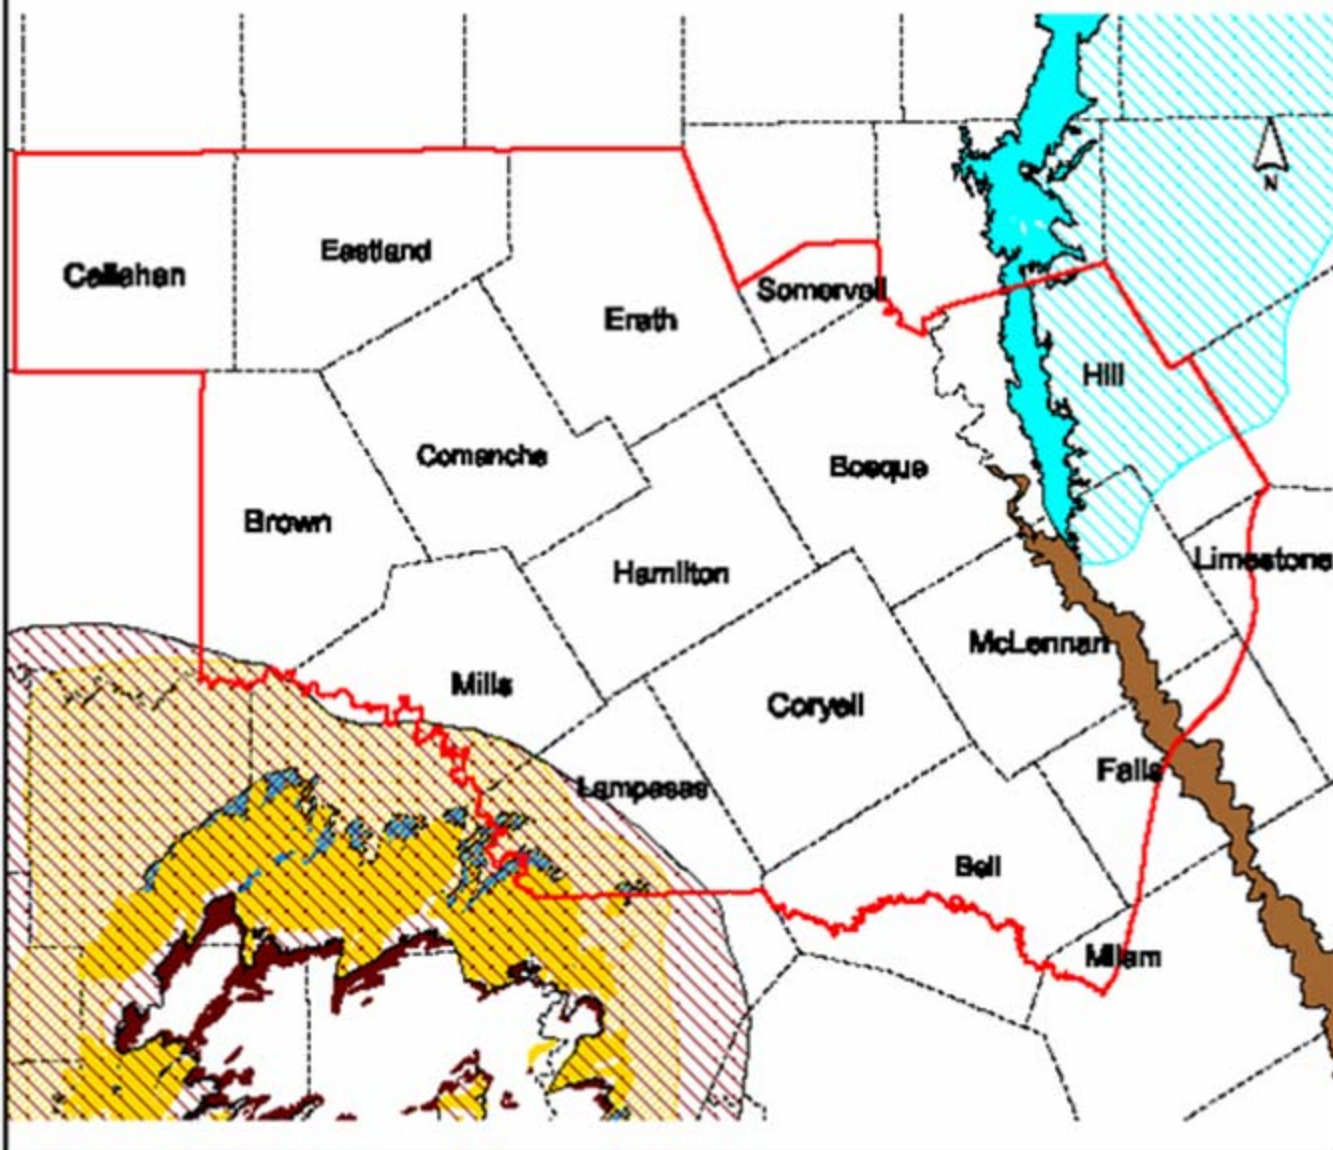 N
Callahan
Eastland
Erath
Somervell
Hill
Comanche
Bosque
Brown
Hamilton
Limestone
McLennan
Mills
Coryell
Lampasas
Falls
Bell
Milam